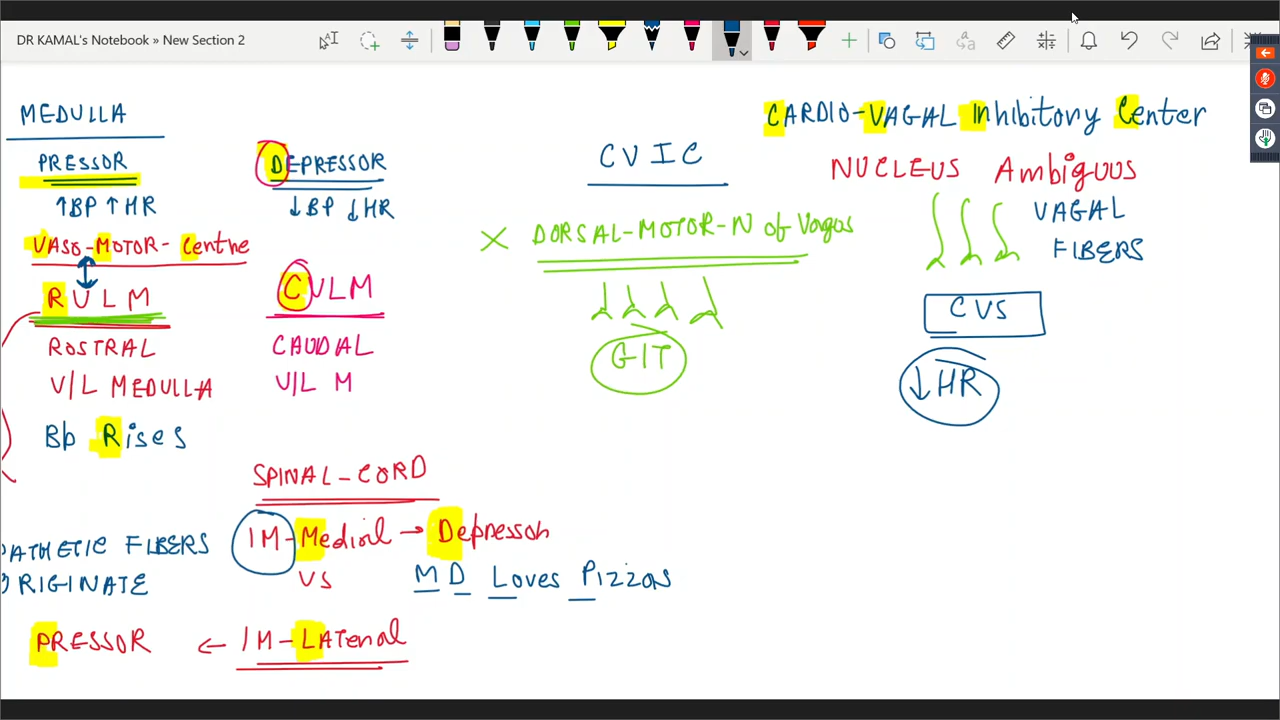 DR KAMAL's Notebook » New Section 2
MEDULLA
PRESSOR
↑BP ↑HR
VASO-MOTOR-Centre
RVLM
ROSTRAL
V/L MEDULLA
Bp Rises
DEPRESSOR
↓BP ↓HR
CVLM
CAUDAL
V/L M
CVIC
X DORSAL-MOTOR-N of Vagus
GIT
CARDIO-VAGAL Inhibitory Center
NUCLEUS Ambiguous
VAGAL
FIBERS
CVS
↓HR
SPINAL-CORD
IM-Medial → Depressor
VS
MD Loves Pizzas
PRESSOR ← IM-LAteral
PATHETIC FIBERS
ORIGINATE